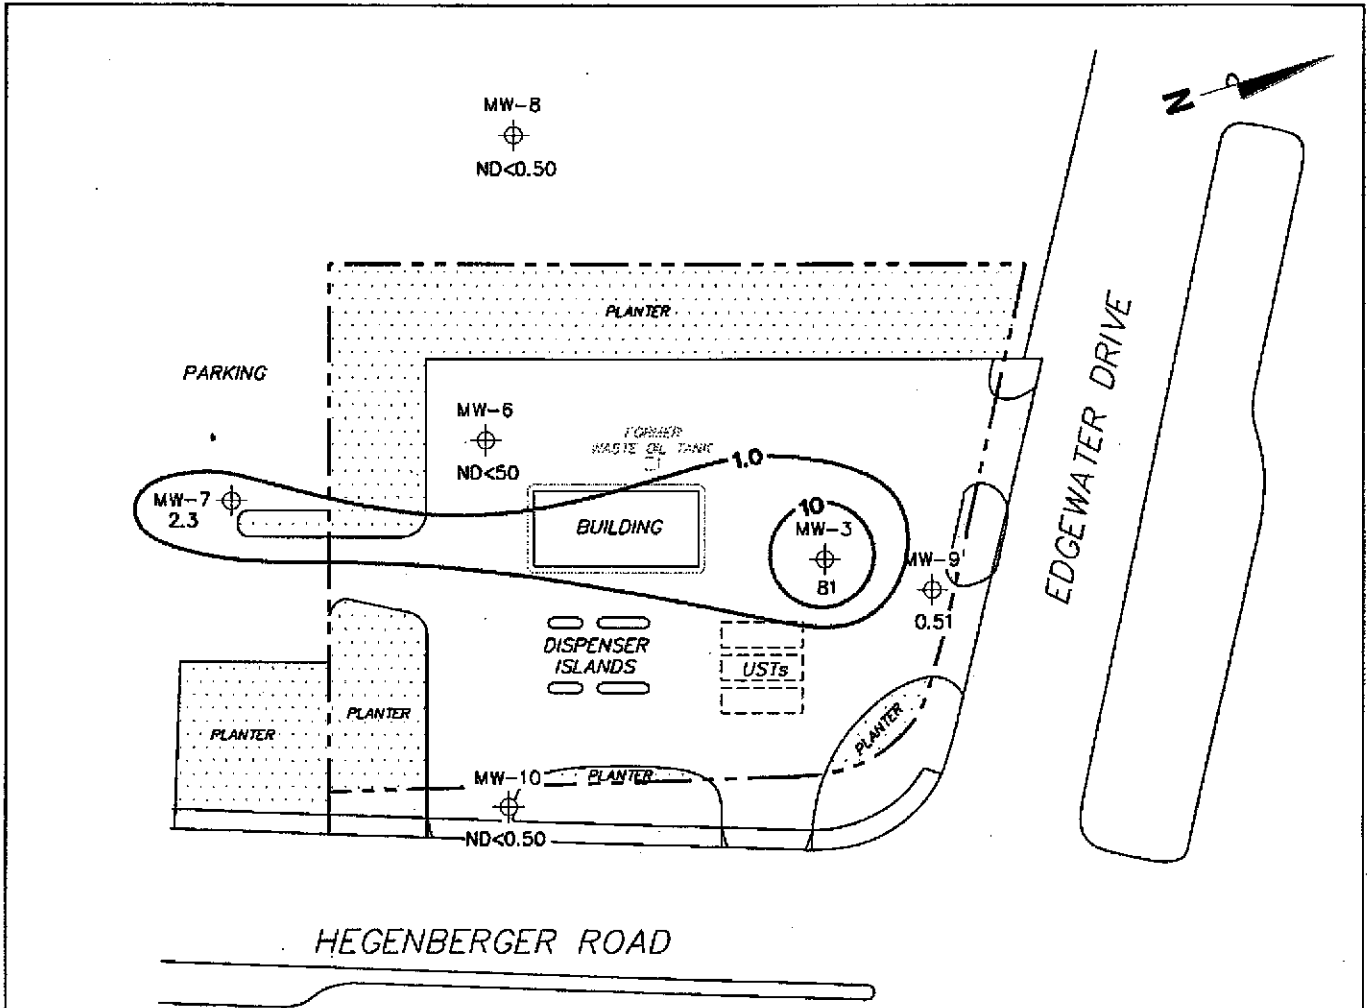 MW-8
ND<0.50
N
PLANTER
PARKING
EDGEWATER DRIVE
MW-6
ND<50
FORMER
WASTE OIL TANK
1.0
MW-7
2.3
BUILDING
10
MW-3
81
MW-9
0.51
DISPENSER
ISLANDS
USTs
PLANTER
PLANTER
PLANTER
MW-10
PLANTER
ND<0.50
HEGENBERGER ROAD